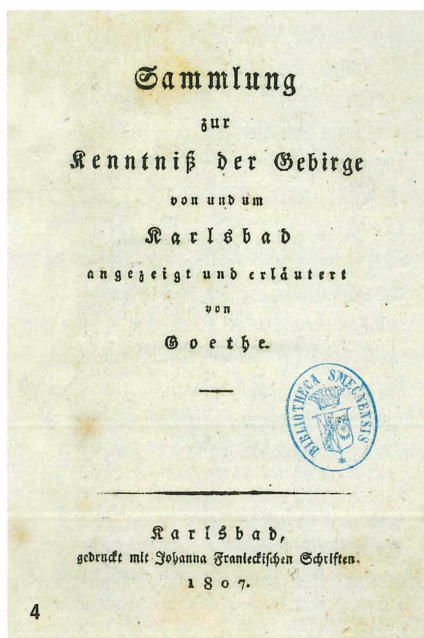 Sammlung
zur
Kenntniß der Gebirge
von und um
Karlsbad
angezeigt und erläutert
von
Goethe.
BIBLIOTHECA SMECNENSIS
Karlsbad,
gedruckt mit Johanna Franieckischen Schriften.
1807.
4